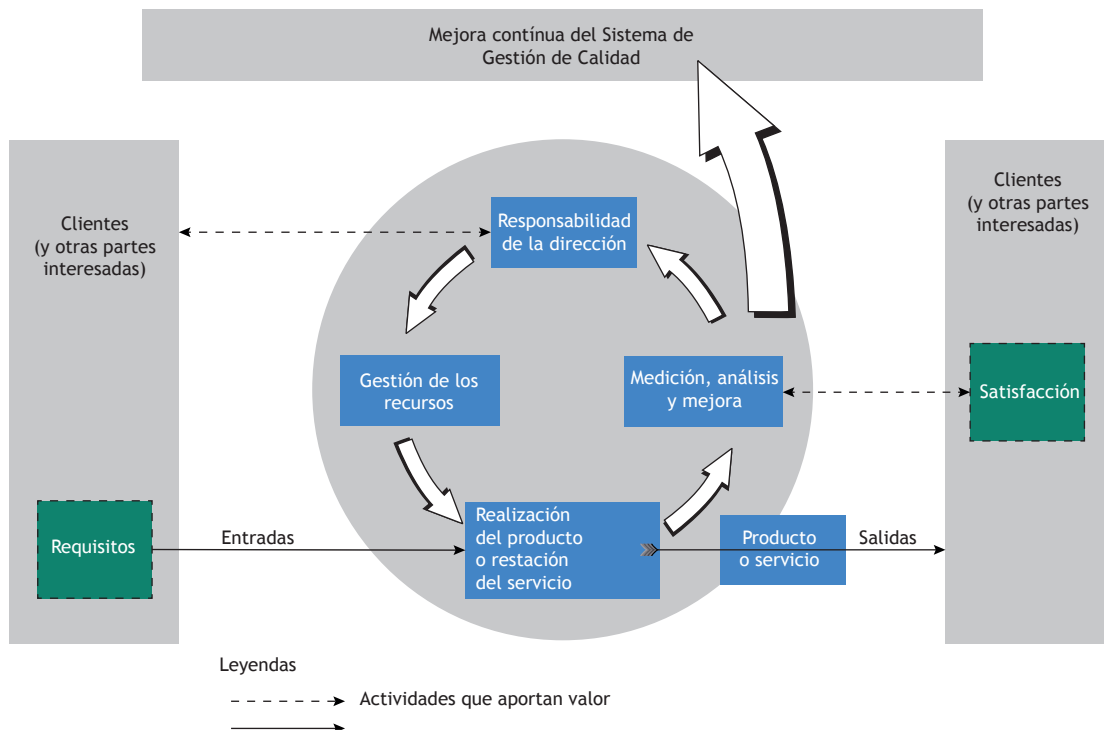 Mejora contínua del Sistema de
Gestión de Calidad
Clientes
(y otras partes
interesadas)
Responsabilidad
de la dirección
Clientes
(y otras partes
interesadas)
Gestión de los
recursos
Medición, análisis
y mejora
Satisfacción
Requisitos
Entradas
Realización
del producto
o restación
del servicio
Producto
o servicio
Salidas
Leyendas
Actividades que aportan valor